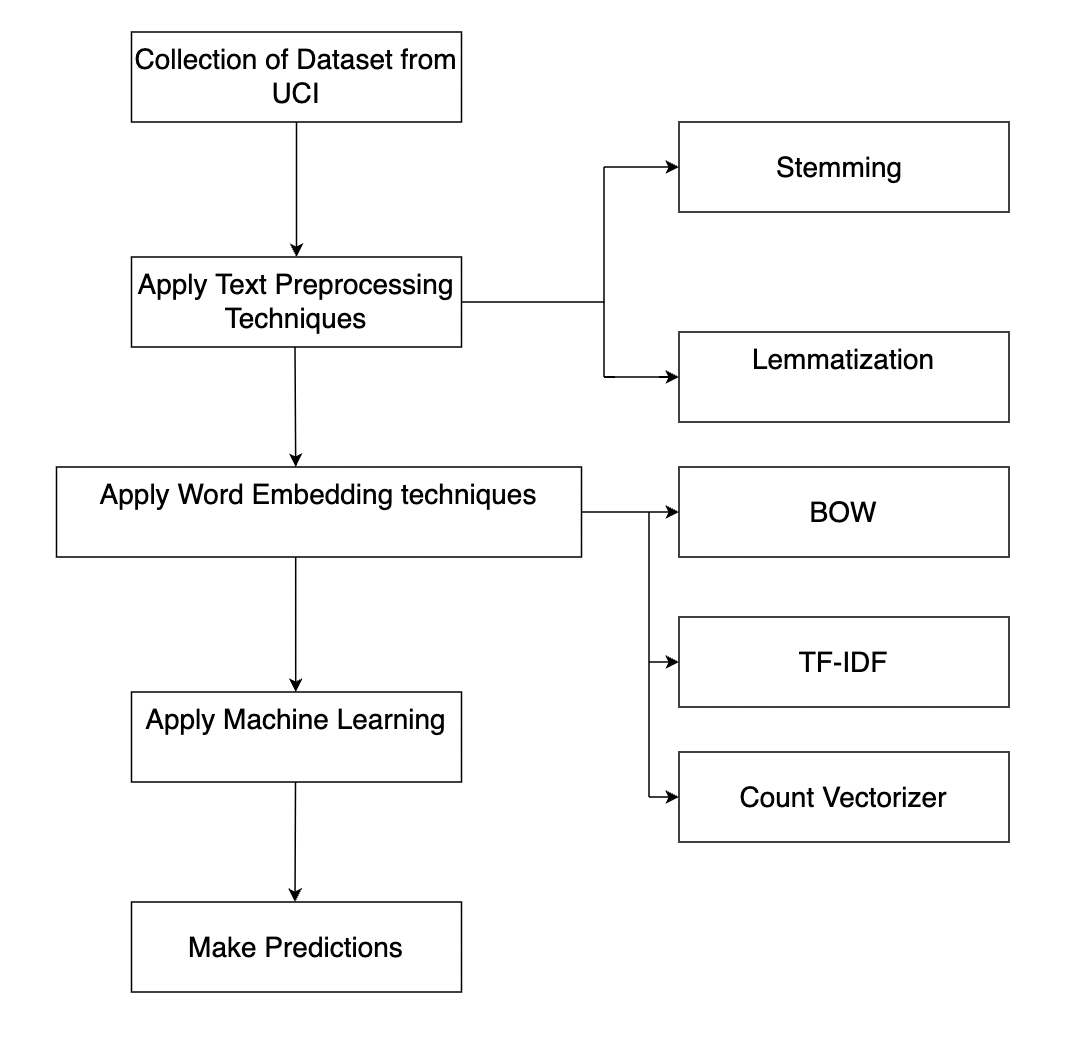 Collection of Dataset from
UCI
Stemming
Apply Text Preprocessing
Techniques
Lemmatization
Apply Word Embedding techniques
BOW
TF-IDF
Apply Machine Learning
Count Vectorizer
Make Predictions